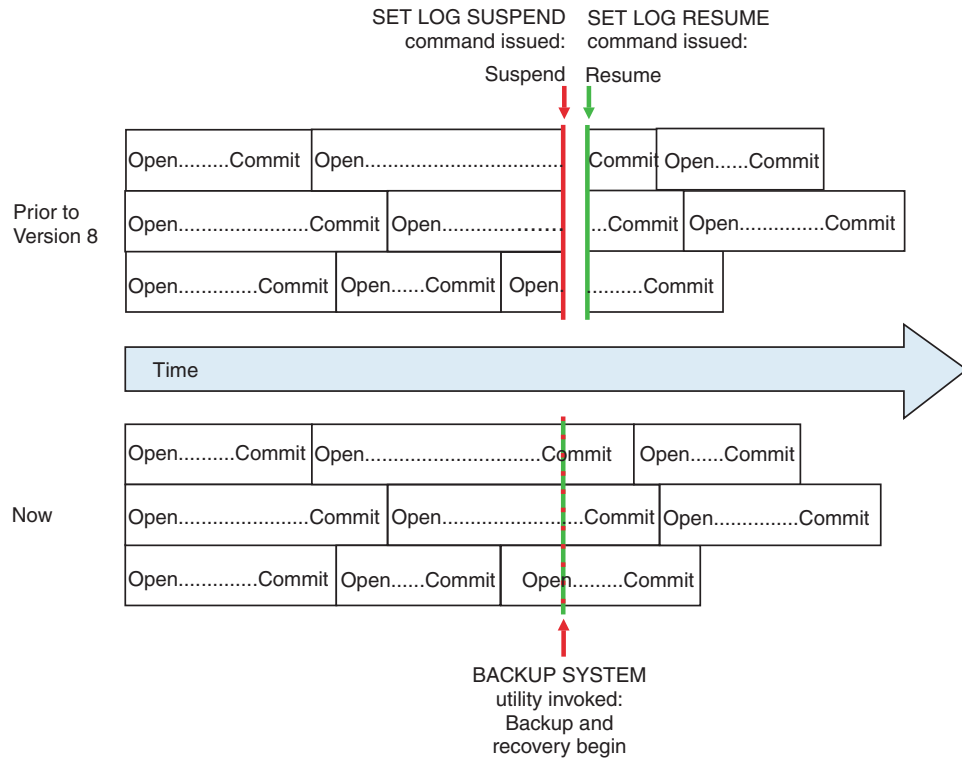 SET LOG SUSPEND
command issued:
Suspend
SET LOG RESUME
command issued:
Resume
Prior to
Version 8
Open.........Commit
Open...................................
Commit
Open......Commit
Open......................Commit
Open......................
...Commit
Open...............Commit
Open..............Commit
Open......Commit
Open.
..........Commit
Open.....Commit
Time
Now
Open.........Commit
Open...............................Commit
Open......Commit
Open......................Commit
Open........................Commit
Open...............Commit
Open..............Commit
Open......Commit
Open.........Commit
BACKUP SYSTEM
utility invoked:
Backup and
recovery begin